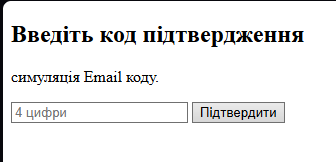 Введіть код підтвердження
симуляція Email коду.
4 цифри Підтвердити